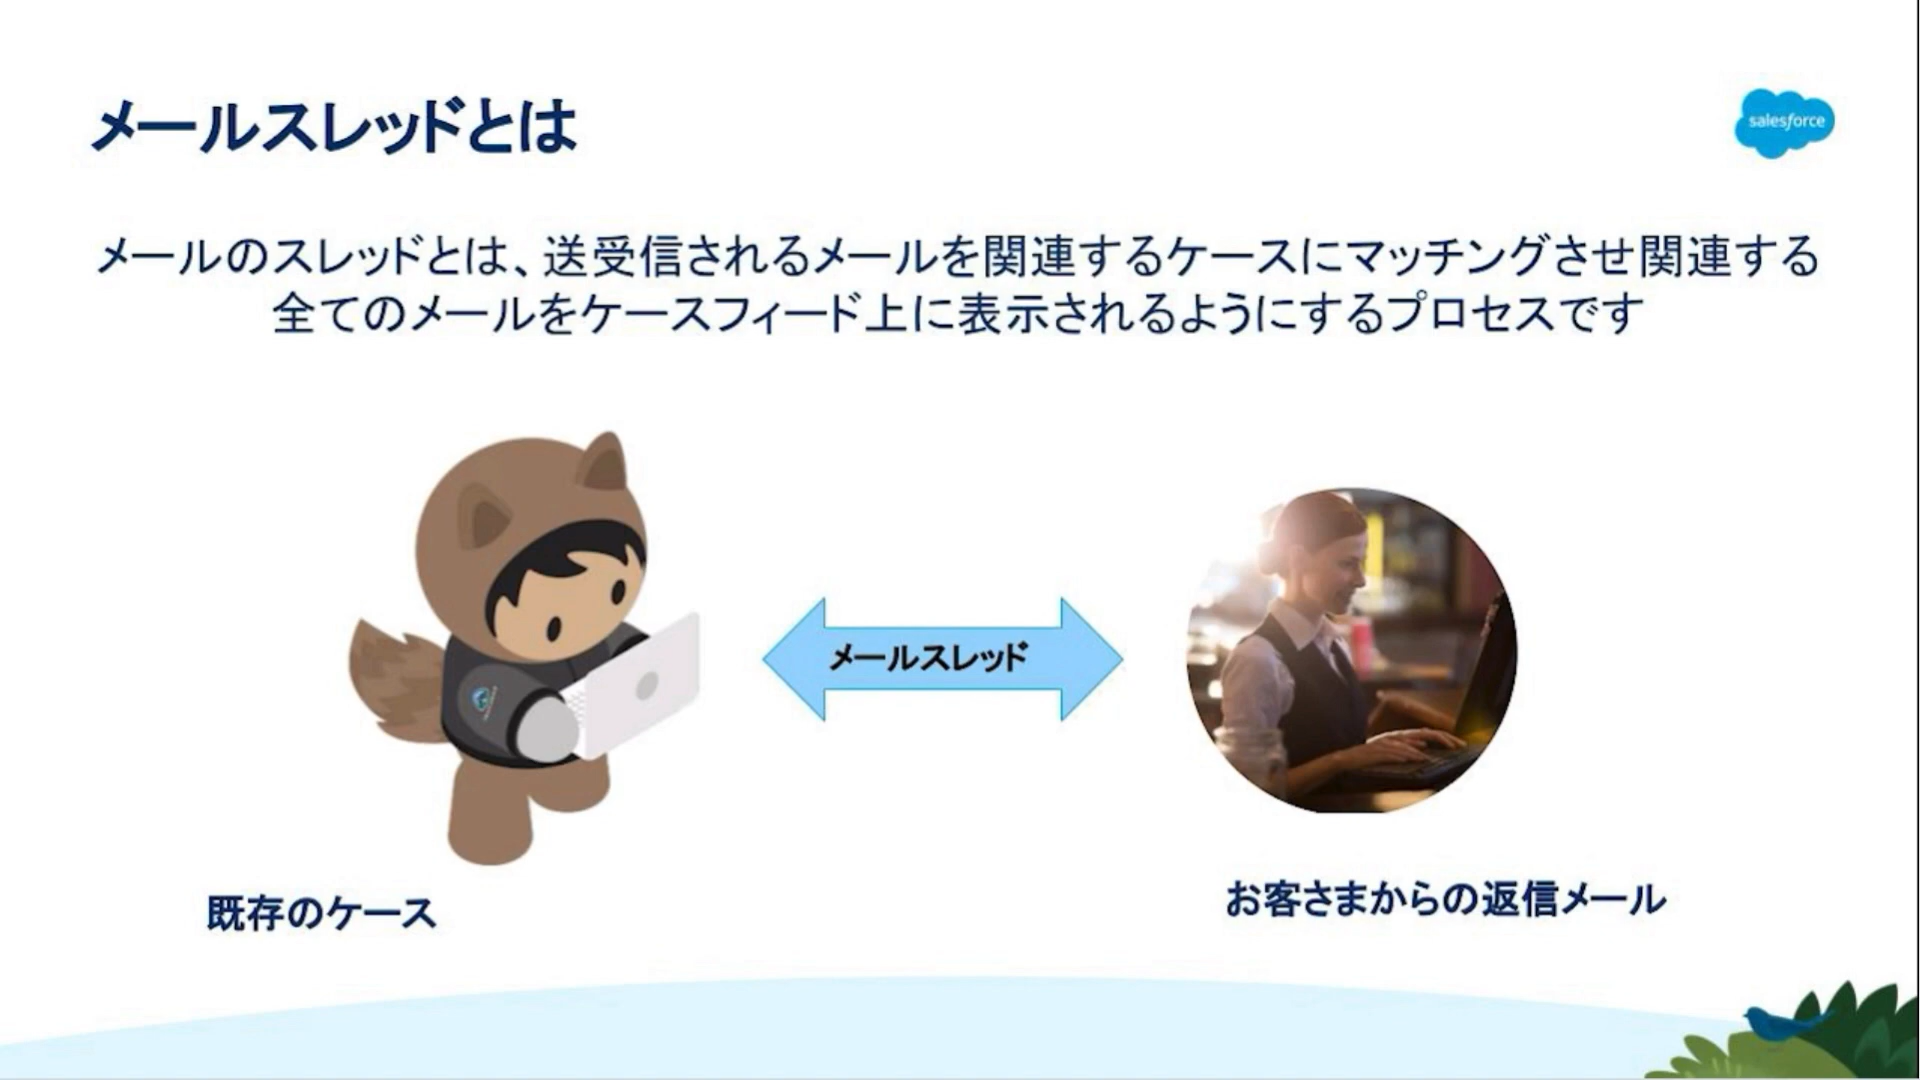 メールスレッドとは
salesforce
メールのスレッドとは、送受信されるメールを関連するケースにマッチングさせ関連する
全てのメールをケースフィード上に表示されるようにするプロセスです
メールスレッド
既存のケース
お客さまからの返信メール